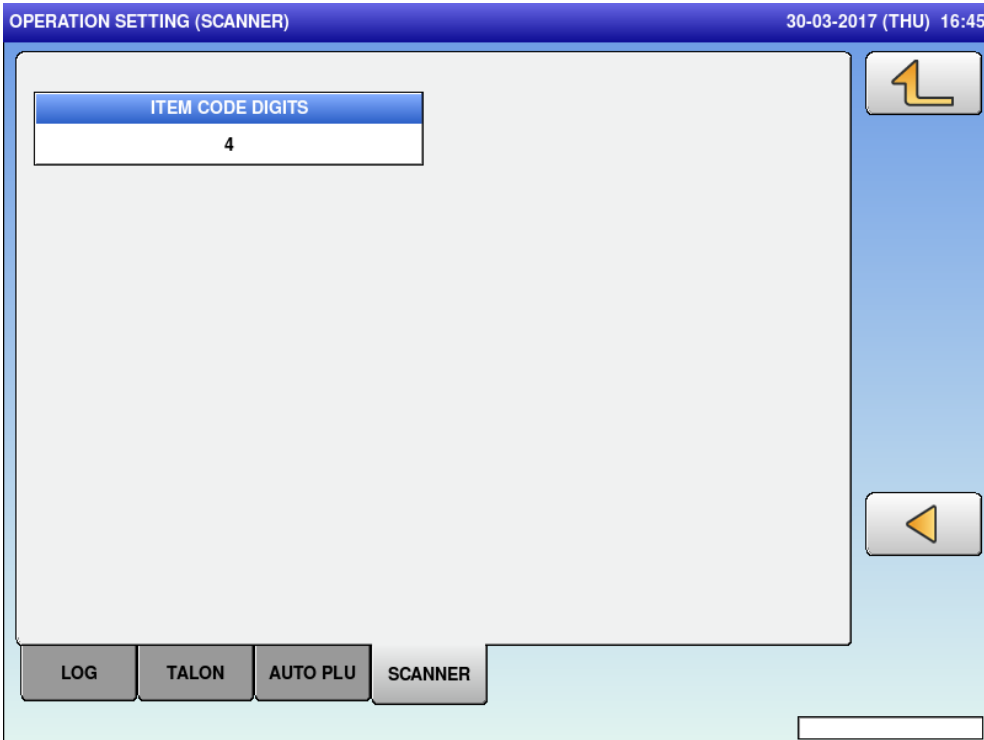 OPERATION SETTING (SCANNER) 30-03-2017 (THU) 16:45
ITEM CODE DIGITS
4
LOG TALON AUTO PLU SCANNER